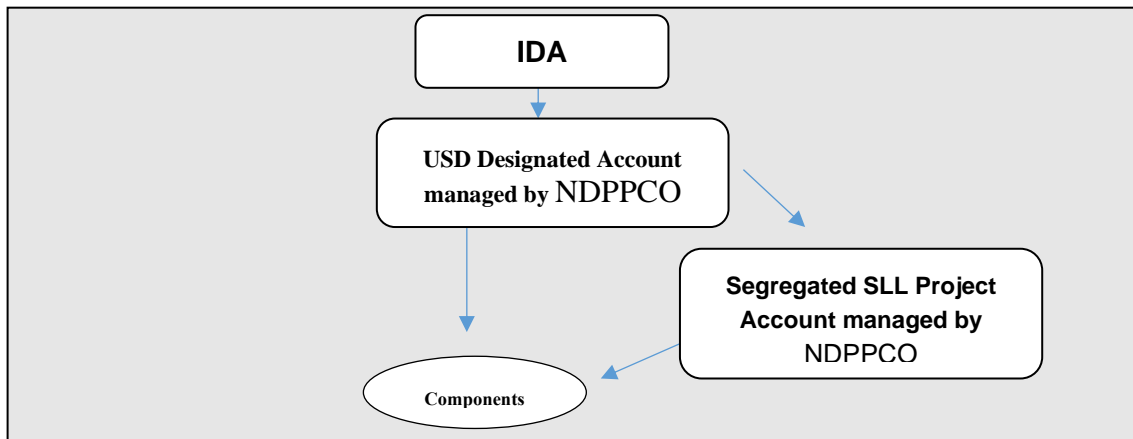 IDA
USD Designated Account
managed by NDPPCO
Segregated SLL Project
Account managed by
NDPPCO
Components